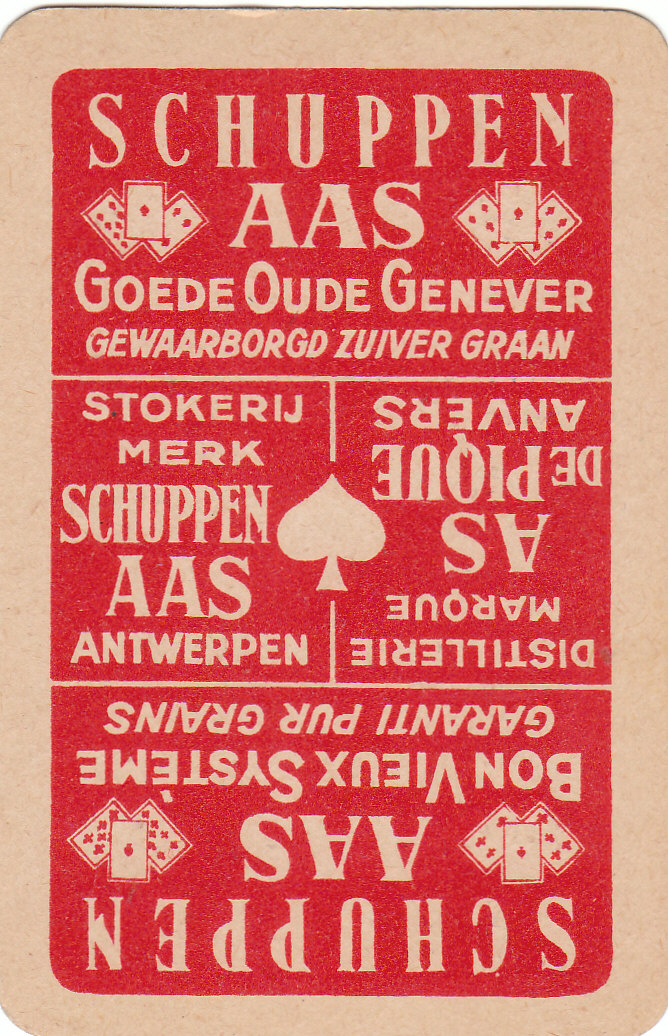 SCHUPPEN
AAS
GOEDE OUDE GENEVER
GEWAARBORGD ZUIVER GRAAN
STOKERIJ
MERK
SCHUPPEN
AAS
ANTWERPEN
DISTILLERIE
MARQUE
AS
DE PIQUE
ANVERS
SCHUPPEN
AAS
BON VIEUX SYSTÈME
GARANTI PUR GRAINS